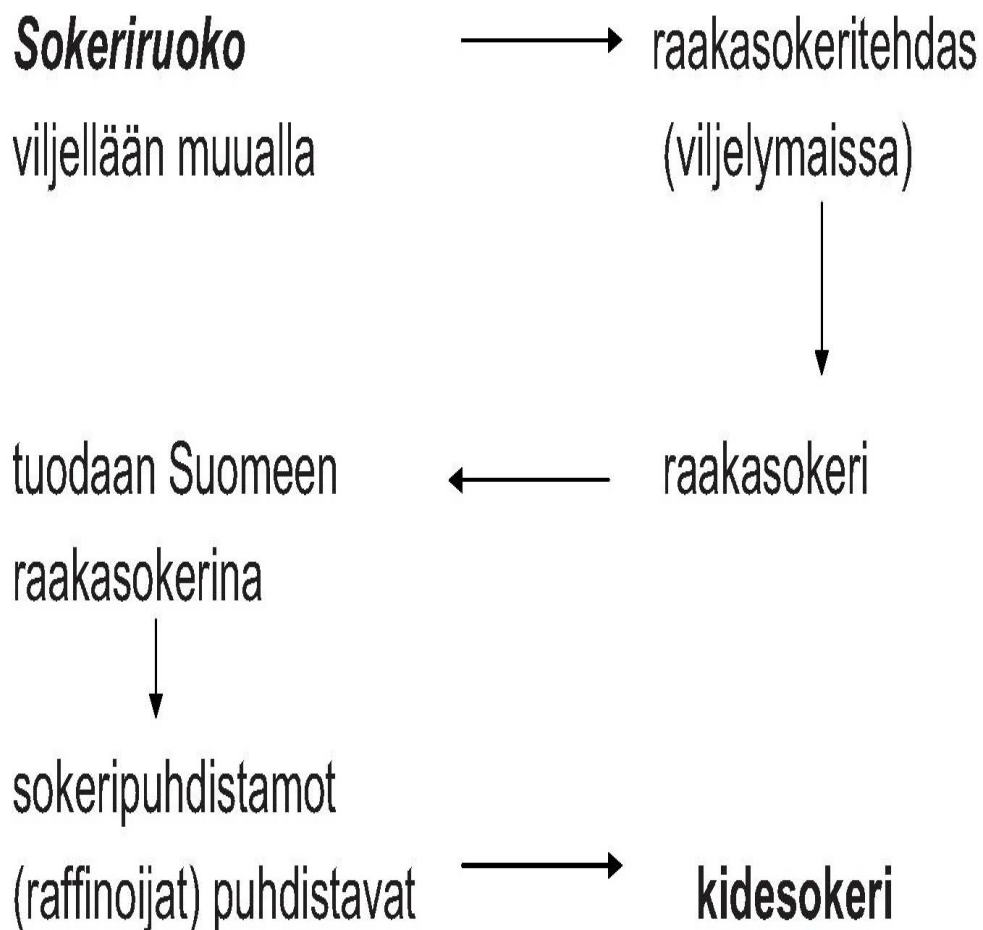 Sokeriruoko
viljellään muualla
raakasokeritehdas
(viljelymaissa)
raakasokeri
tuodaan Suomeen
raakasokerina
sokeripuhdistamot
(raffinoijat) puhdistavat
kidesokeri